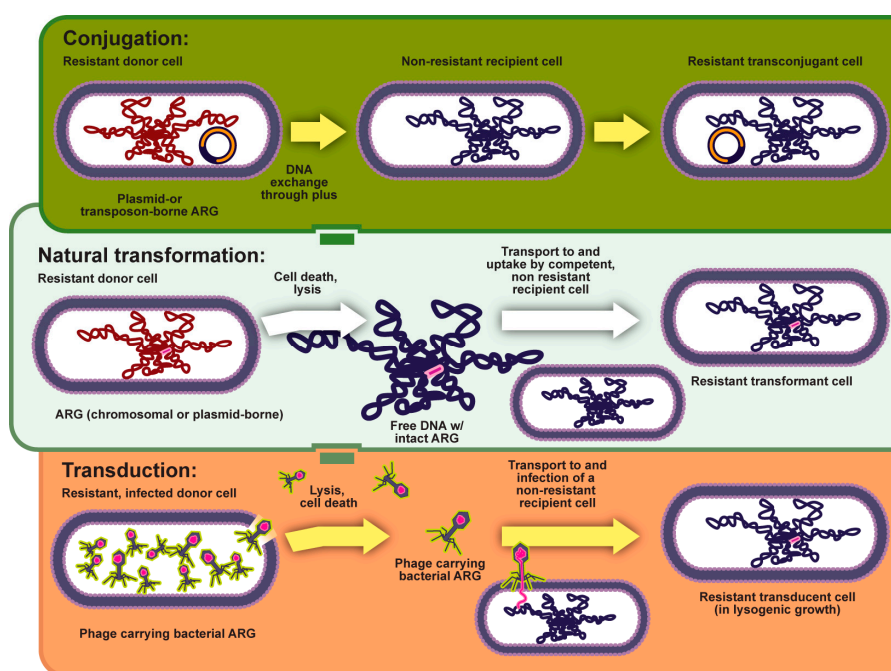 Conjugation:
Resistant donor cell
Non-resistant recipient cell
Resistant transconjugant cell
DNA
exchange
through plus
Plasmid-or
transposon-borne ARG
Natural transformation:
Resistant donor cell
Cell death,
lysis
Transport to and
uptake by competent,
non resistant
recipient cell
ARG (chromosomal or plasmid-borne)
Free DNA w/
intact ARG
Resistant transformant cell
Transduction:
Resistant, infected donor cell
Lysis,
cell death
Transport to and
infection of a
non-resistant
recipient cell
Phage carrying
bacterial ARG
Phage carrying bacterial ARG
Resistant transducent cell
(in lysogenic growth)